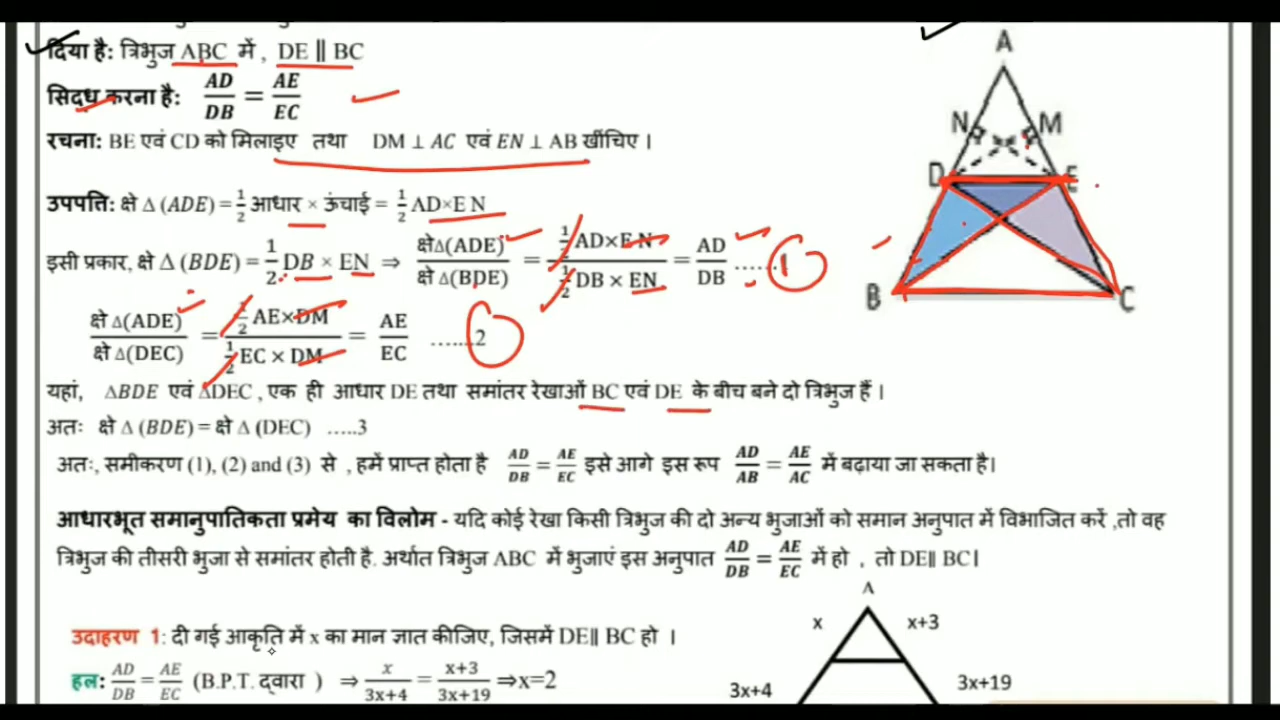 दिया है: त्रिभुज ABC में , DE || BC
सिद्ध करना है: AD/DB = AE/EC
रचना: BE एवं CD को मिलाइए तथा DM ⊥ AC एवं EN ⊥ AB खींचिए ।
उपपति: क्षे Δ (ADE) = 1/2 आधार × ऊंचाई = 1/2 AD×E N
इसी प्रकार, क्षे Δ (BDE) = 1/2 DB × EN ⇒ क्षेΔ(ADE)/क्षे Δ(BDE) = 1/2 AD×E N / 1/2 DB × EN = AD/DB ......1
क्षे Δ(ADE)/क्षे Δ(DEC) = 1/2 AE×DM / 1/2 EC × DM = AE/EC ......2
यहां, ΔBDE एवं ΔDEC , एक ही आधार DE तथा समांतर रेखाओं BC एवं DE के बीच बने दो त्रिभुज हैं ।
अतः क्षे Δ (BDE) = क्षे Δ (DEC) .....3
अतः, समीकरण (1), (2) and (3) से , हमें प्राप्त होता है AD/DB = AE/EC इसे आगे इस रूप AD/AB = AE/AC में बढ़ाया जा सकता है।
आधारभूत समानुपातिकता प्रमेय का विलोम - यदि कोई रेखा किसी त्रिभुज की दो अन्य भुजाओं को समान अनुपात में विभाजित करें ,तो वह
त्रिभुज की तीसरी भुजा से समांतर होती है. अर्थात त्रिभुज ABC में भुजाएं इस अनुपात AD/DB = AE/EC में हो , तो DE|| BC।
उदाहरण 1: दी गई आकृति में x का मान ज्ञात कीजिए, जिसमें DE|| BC हो ।
हल: AD/DB = AE/EC (B.P.T. द्वारा ) ⇒ x/3x+4 = x+3/3x+19 ⇒x=2
A
N M
D E
B C
A
x x+3
3x+4 3x+19